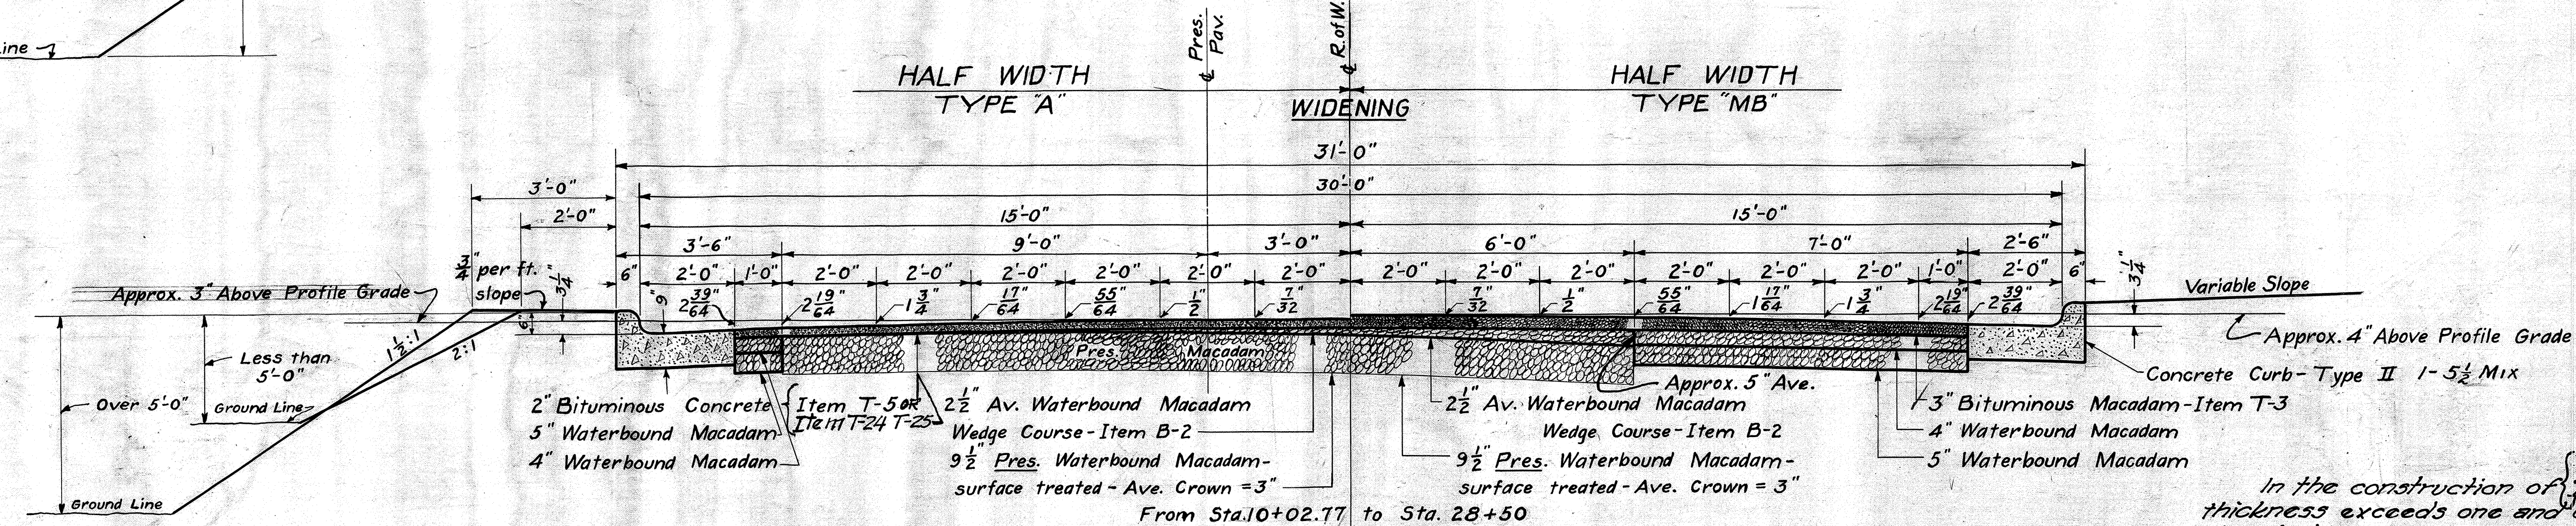 ine
HALF WIDTH
TYPE "A"
℄ Pres. Pav.
℄ R. of W.
WIDENING
HALF WIDTH
TYPE "MB"
31'-0"
30'-0"
3'-0"
2'-0"
15'-0"
15'-0"
3'-6"
9'-0"
3'-0"
6'-0"
7'-0"
2'-6"
6"
2'-0"
1'-0"
2'-0"
2'-0"
2'-0"
2'-0"
2'-0"
2'-0"
2'-0"
2'-0"
2'-0"
2'-0"
2'-0"
2'-0"
1'-0"
2'-0"
6"
3/4" per ft.
slope
3 1/4"
9"
6"
2 39/64
2 19/64
1 3/4
17/64
55/64
1/2
7/32
7/32
1/2
55/64
1 17/64
1 3/4
2 19/64
2 39/64
3 1/4"
Approx. 3" Above Profile Grade
Variable Slope
Approx. 4" Above Profile Grade
1 1/2:1
2:1
Less than
5'-0"
Over 5'-0"
Ground Line
Ground Line
Pres. Macadam
Approx. 5" Ave.
Concrete Curb-Type II 1-5 1/2 Mix
2" Bituminous Concrete { Item T-5 OR
Item T-24 T-25
5" Waterbound Macadam
4" Waterbound Macadam
2 1/2" Av. Waterbound Macadam
Wedge Course-Item B-2
9 1/2" Pres. Waterbound Macadam-
surface treated-Ave. Crown = 3"
2 1/2" Av. Waterbound Macadam
Wedge Course-Item B-2
9 1/2" Pres. Waterbound Macadam-
surface treated-Ave. Crown = 3"
3" Bituminous Macadam-Item T-3
4" Waterbound Macadam
5" Waterbound Macadam
From Sta. 10+02.77 to Sta. 28+50
In the construction of
thickness exceeds one and